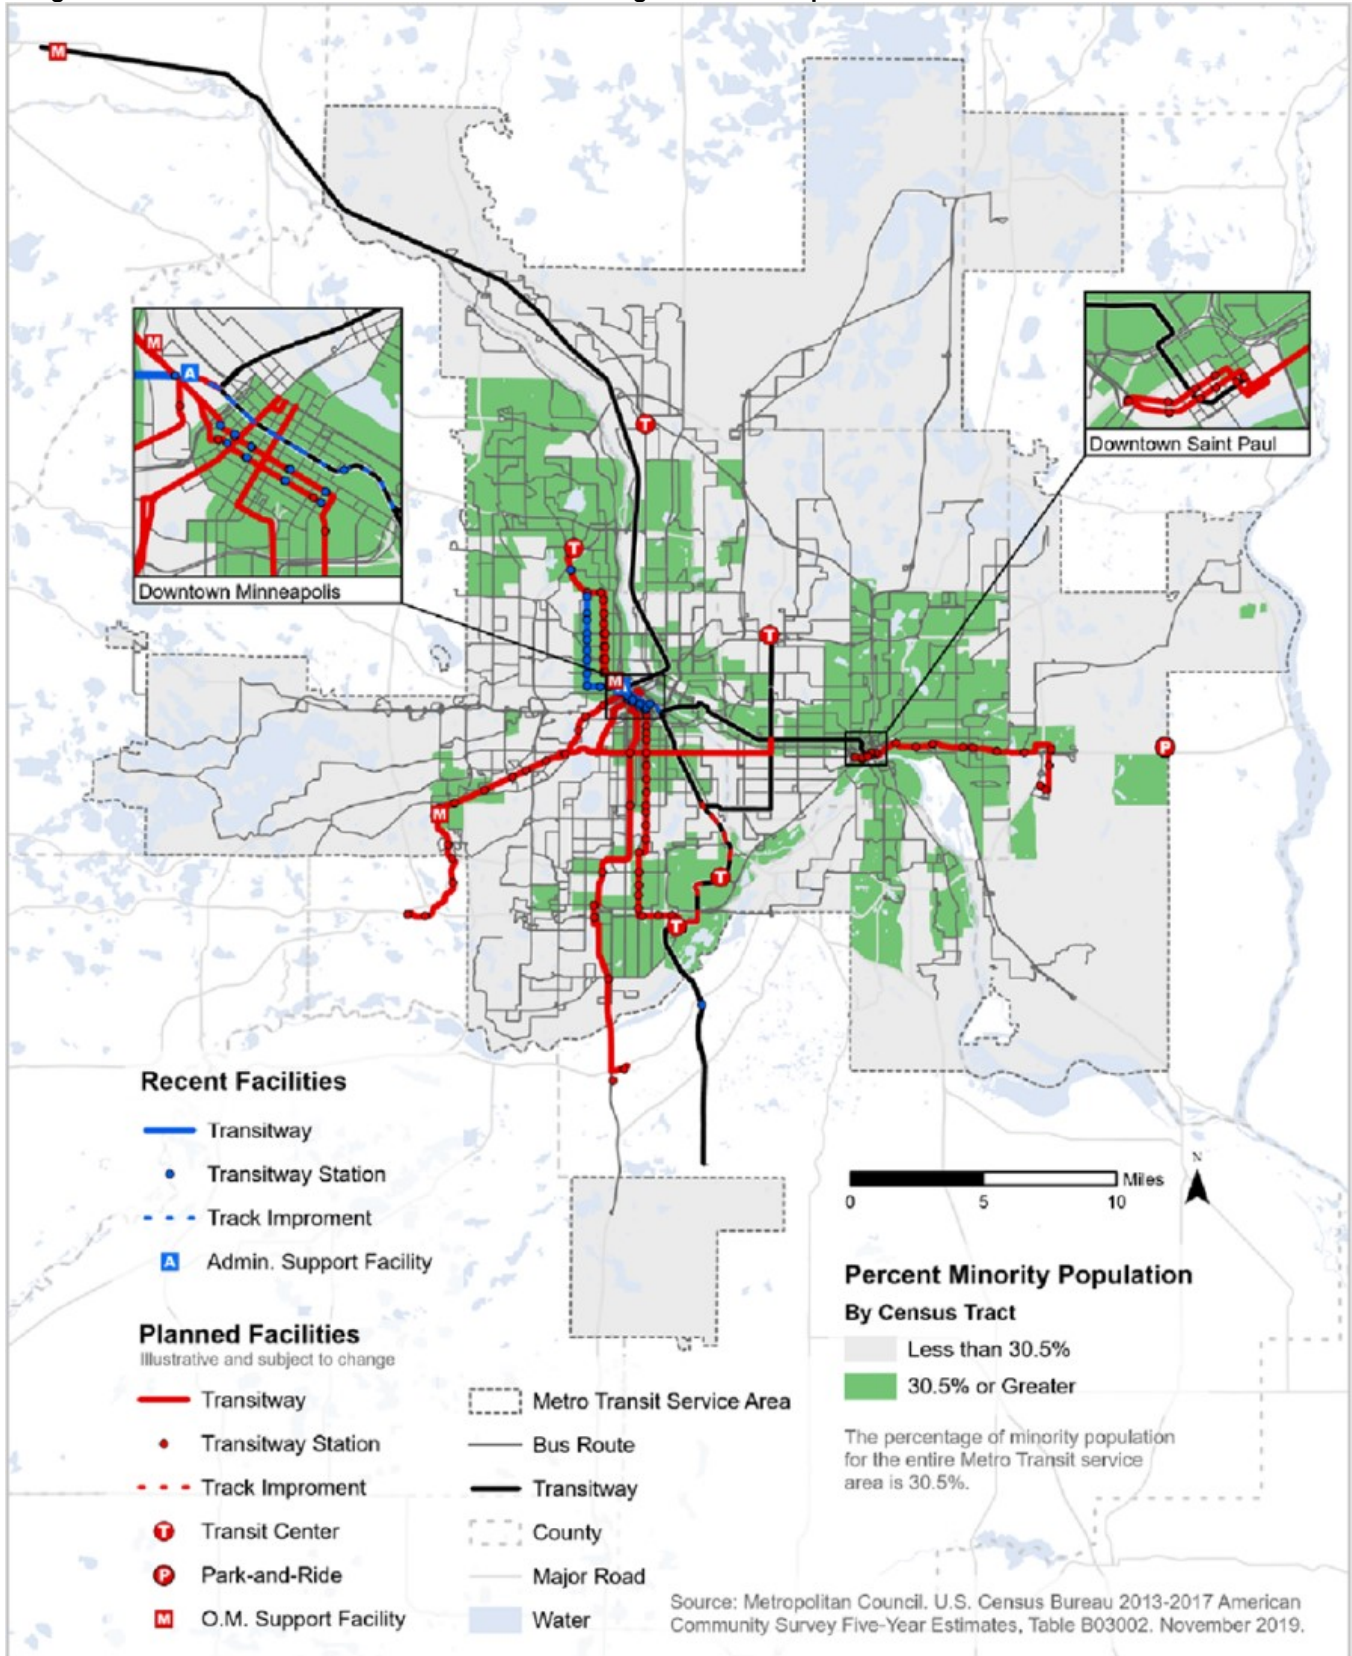 M
Downtown Minneapolis
M
A
Downtown Saint Paul
T
T
T
M
P
M
T
T
Recent Facilities
Transitway
Transitway Station
Track Improment
A
Admin. Support Facility
Planned Facilities
Illustrative and subject to change
Transitway
Transitway Station
Track Improment
T
Transit Center
P
Park-and-Ride
M
O.M. Support Facility
Metro Transit Service Area
Bus Route
Transitway
County
Major Road
Water
0 5 10 Miles
N
Percent Minority Population
By Census Tract
Less than 30.5%
30.5% or Greater
The percentage of minority population
for the entire Metro Transit service
area is 30.5%.
Source: Metropolitan Council. U.S. Census Bureau 2013-2017 American
Community Survey Five-Year Estimates, Table B03002. November 2019.